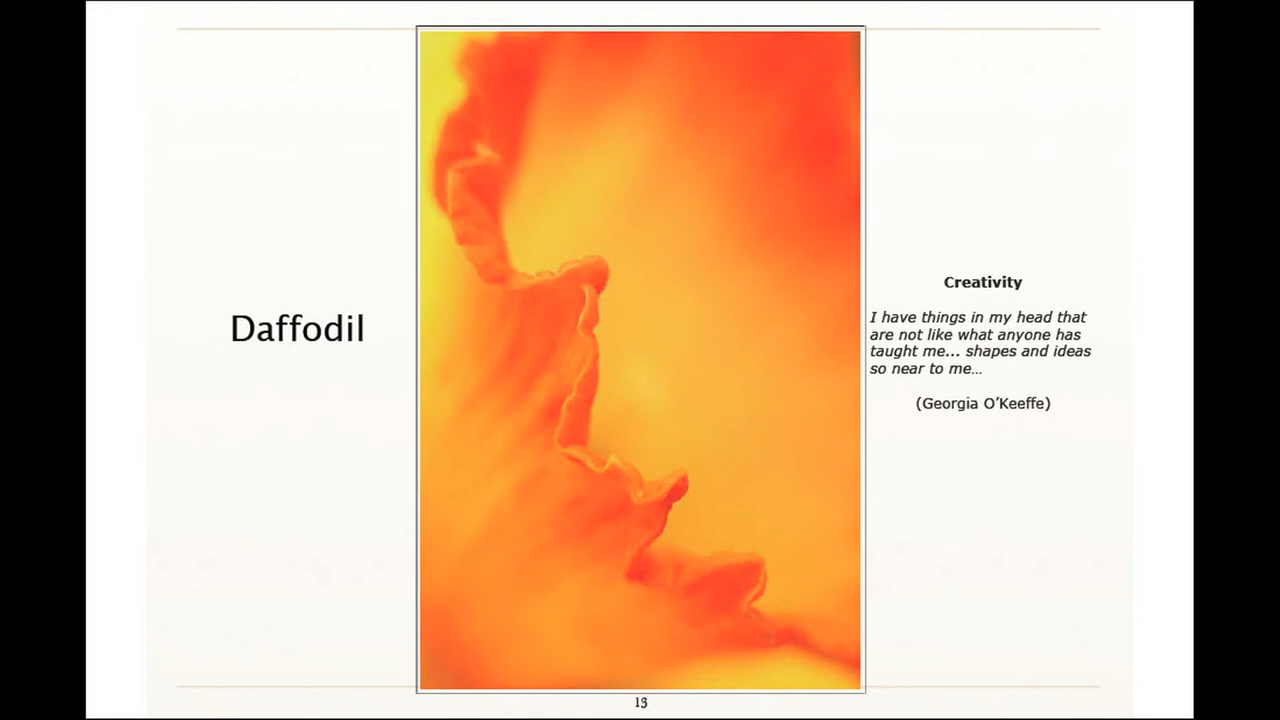 Daffodil
Creativity
I have things in my head that
are not like what anyone has
taught me... shapes and ideas
so near to me...
(Georgia O'Keeffe)